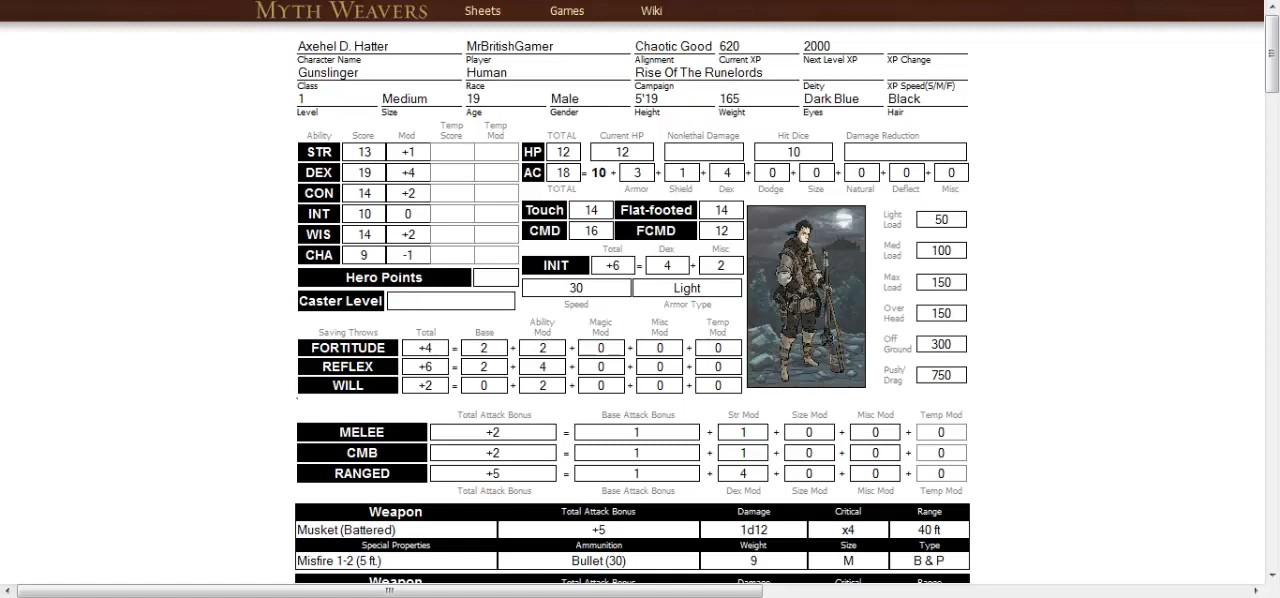 MYTH WEAVERS Sheets Games Wiki
Axehel D. Hatter MrBritishGamer Chaotic Good 620 2000
Character Name Player Alignment Current XP Next Level XP XP Change
Gunslinger Human Rise Of The Runelords
Class Race Campaign Deity XP Speed(S/M/F)
1 Medium 19 Male 5'19 165 Dark Blue Black
Level Size Age Gender Height Weight Eyes Hair
Ability Score Mod Temp Score Temp Mod TOTAL Current HP Nonlethal Damage Hit Dice Damage Reduction
STR 13 +1 HP 12 12 10
DEX 19 +4 AC 18 = 10 + 3 + 1 + 4 + 0 + 0 + 0 + 0 + 0
CON 14 +2 TOTAL Armor Shield Dex Dodge Size Natural Deflect Misc
INT 10 0 Touch 14 Flat-footed 14 Light Load 50
WIS 14 +2 CMD 16 FCMD 12 Med Load 100
CHA 9 -1 Total Dex Misc
Hero Points INIT +6 = 4 + 2 Max Load 150
Caster Level 30 Light Over Head 150
Speed Armor Type
Saving Throws Total Base Ability Mod Magic Mod Misc Mod Temp Mod
FORTITUDE +4 = 2 + 2 + 0 + 0 + 0 Off Ground 300
REFLEX +6 = 2 + 4 + 0 + 0 + 0 Push/ Drag 750
WILL +2 = 0 + 2 + 0 + 0 + 0
Total Attack Bonus Base Attack Bonus Str Mod Size Mod Misc Mod Temp Mod
MELEE +2 = 1 + 1 + 0 + 0 + 0
CMB +2 = 1 + 1 + 0 + 0 + 0
RANGED +5 = 1 + 4 + 0 + 0 + 0
Total Attack Bonus Base Attack Bonus Dex Mod Size Mod Misc Mod Temp Mod
Weapon Total Attack Bonus Damage Critical Range
Musket (Battered) +5 1d12 x4 40 ft
Special Properties Ammunition Weight Size Type
Misfire 1-2 (5 ft.) Bullet (30) 9 M B & P
Weapon Total Attack Bonus Damage Critical Range